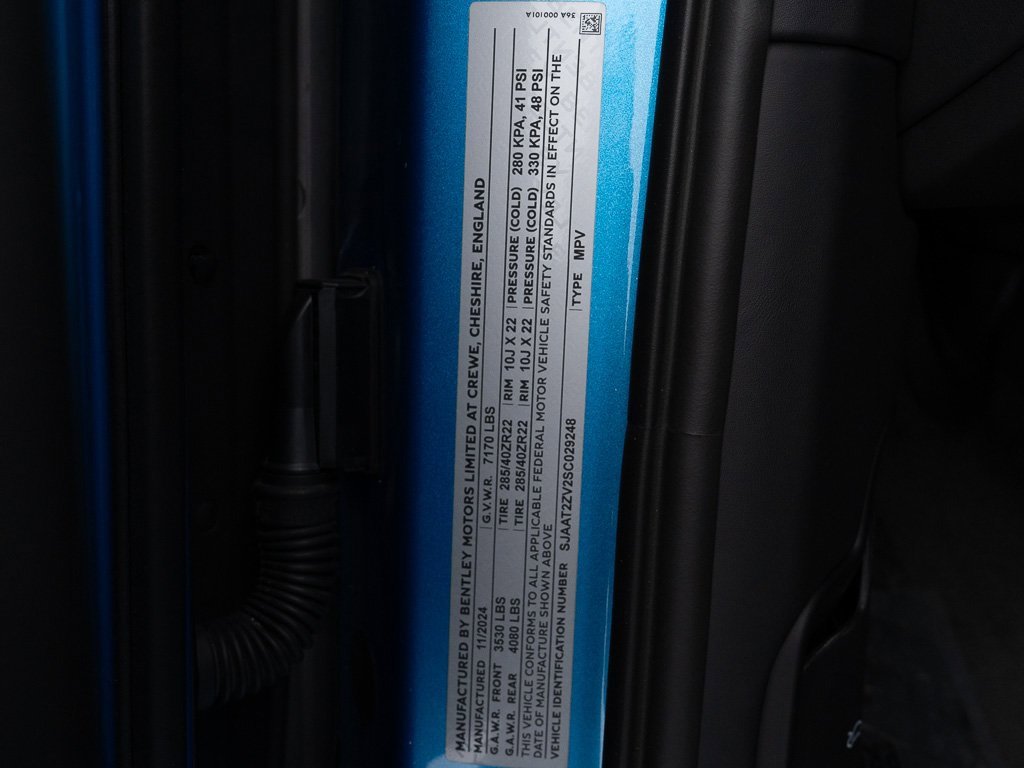 MANUFACTURED BY BENTLEY MOTORS LIMITED AT CREWE, CHESHIRE, ENGLAND
MANUFACTURED 11/2024 G.V.W.R. 7170 LBS
G.A.W.R. FRONT 3530 LBS TIRE 285/40ZR22 RIM 10J X 22 PRESSURE (COLD) 280 KPA, 41 PSI
G.A.W.R. REAR 4080 LBS TIRE 285/40ZR22 RIM 10J X 22 PRESSURE (COLD) 330 KPA, 48 PSI
THIS VEHICLE CONFORMS TO ALL APPLICABLE FEDERAL MOTOR VEHICLE SAFETY STANDARDS IN EFFECT ON THE
DATE OF MANUFACTURE SHOWN ABOVE
VEHICLE IDENTIFICATION NUMBER SJAAT2ZV2SC029248 TYPE MPV
36A 000101A